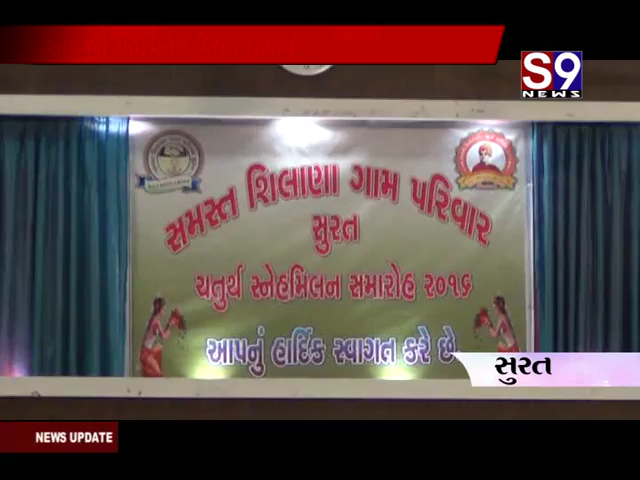 S9
NEWS
સમસ્ત શિલાણા ગામ પરિવાર
સુરત
ચતુર્થ સ્નેહમિલન સમારોહ ૨૦૧૬
આપનું હાર્દિક સ્વાગત કરે છે
સુરત
NEWS UPDATE